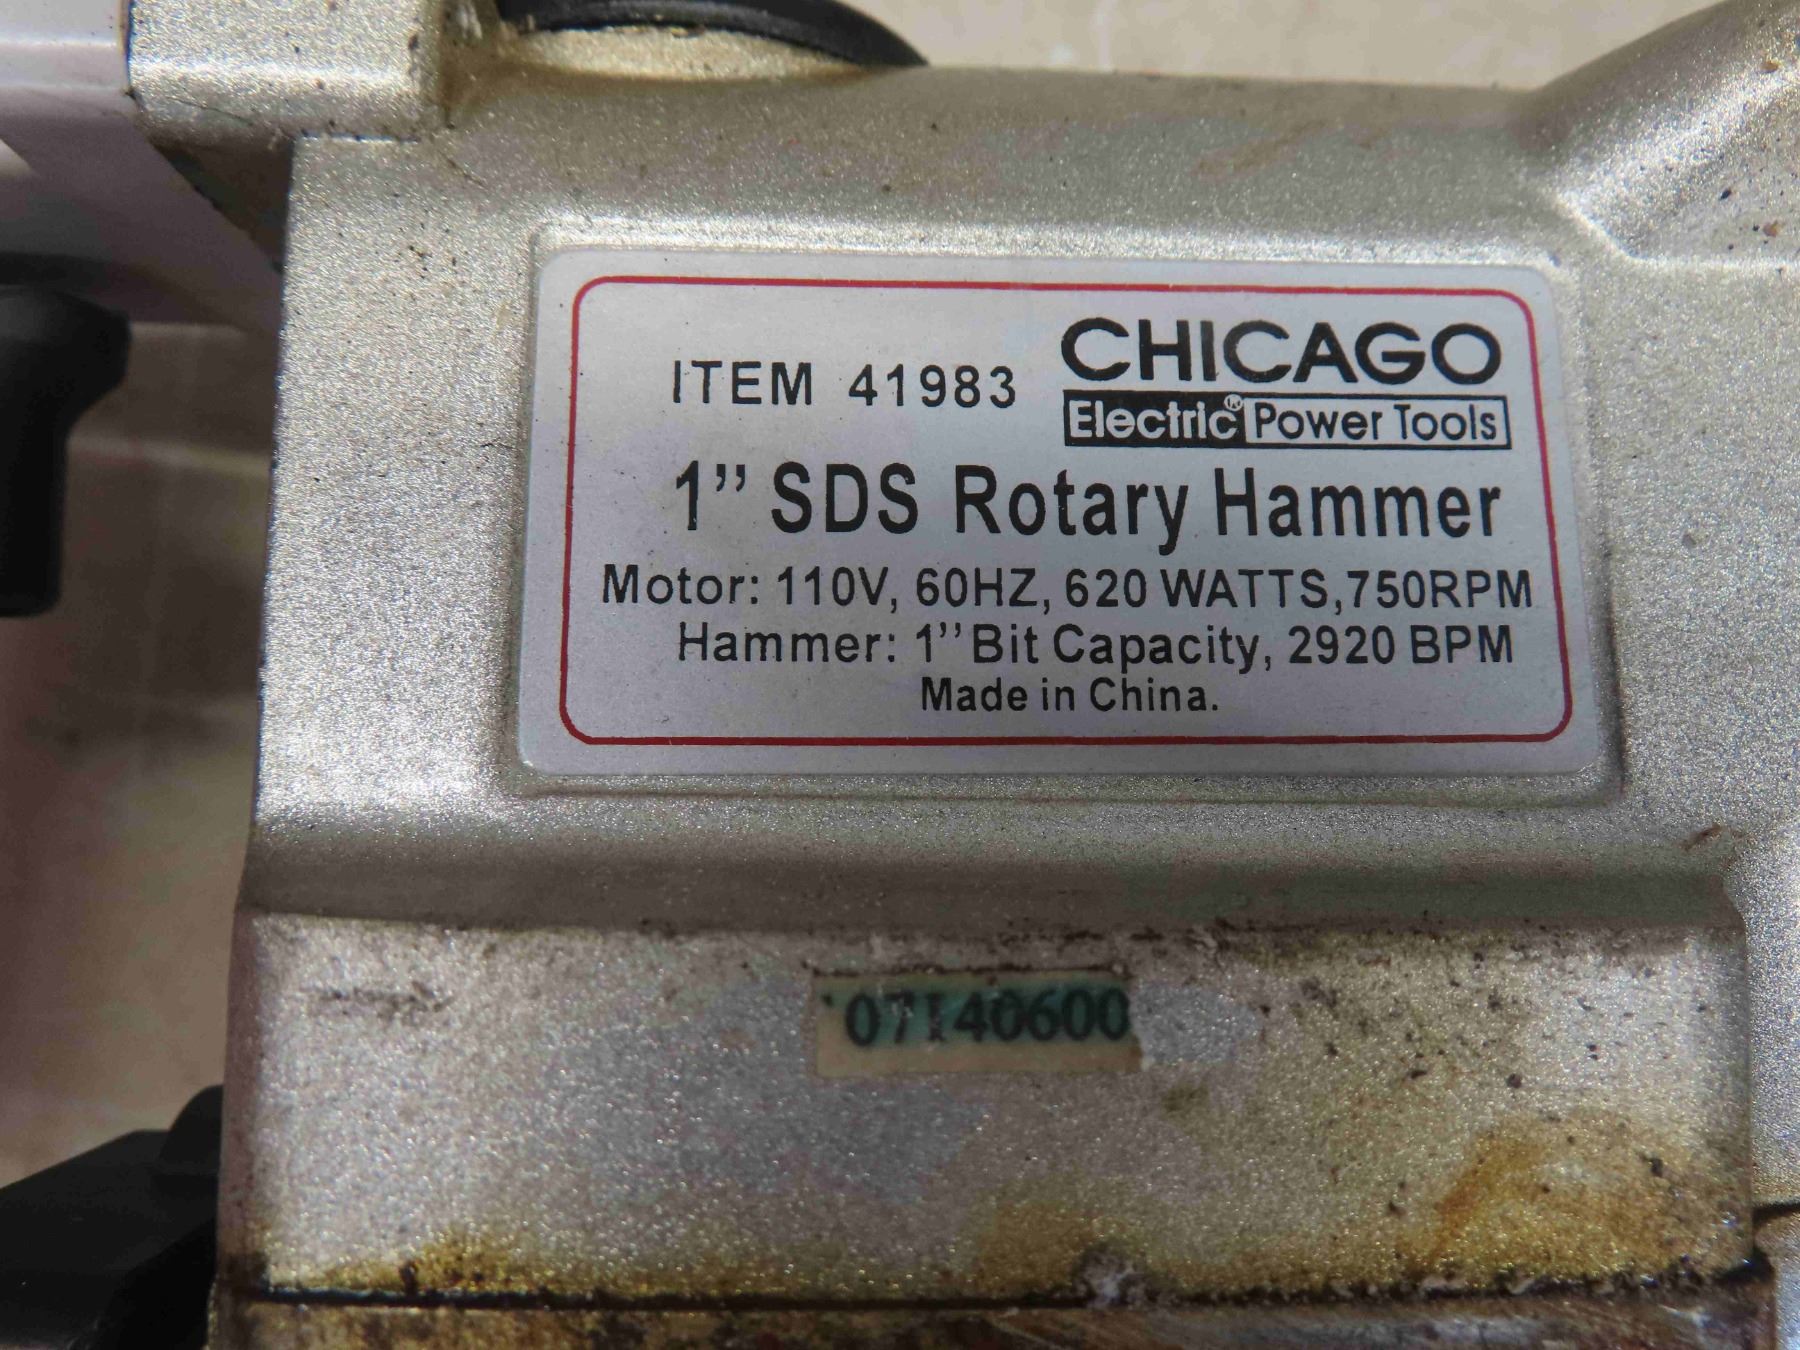 ITEM 41983
CHICAGO
Electric® Power Tools
1" SDS Rotary Hammer
Motor: 110V, 60HZ, 620 WATTS,750RPM
Hammer: 1" Bit Capacity, 2920 BPM
Made in China.
07140600